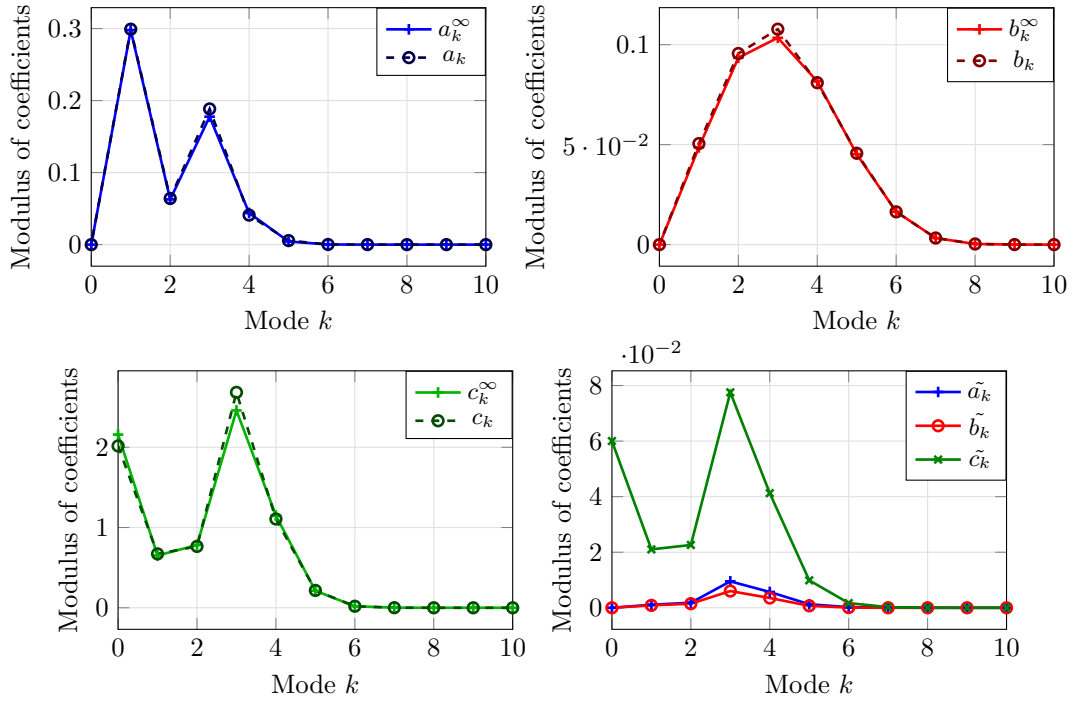 Modulus of coefficients
0.3
0.2
0.1
0
0 2 4 6 8 10
Mode k
a_k^∞
a_k
Modulus of coefficients
0.1
5 · 10⁻²
0
0 2 4 6 8 10
Mode k
b_k^∞
b_k
Modulus of coefficients
2
1
0
0 2 4 6 8 10
Mode k
c_k^∞
c_k
Modulus of coefficients
·10⁻²
8
6
4
2
0
0 2 4 6 8 10
Mode k
ã_k
b̃_k
c̃_k